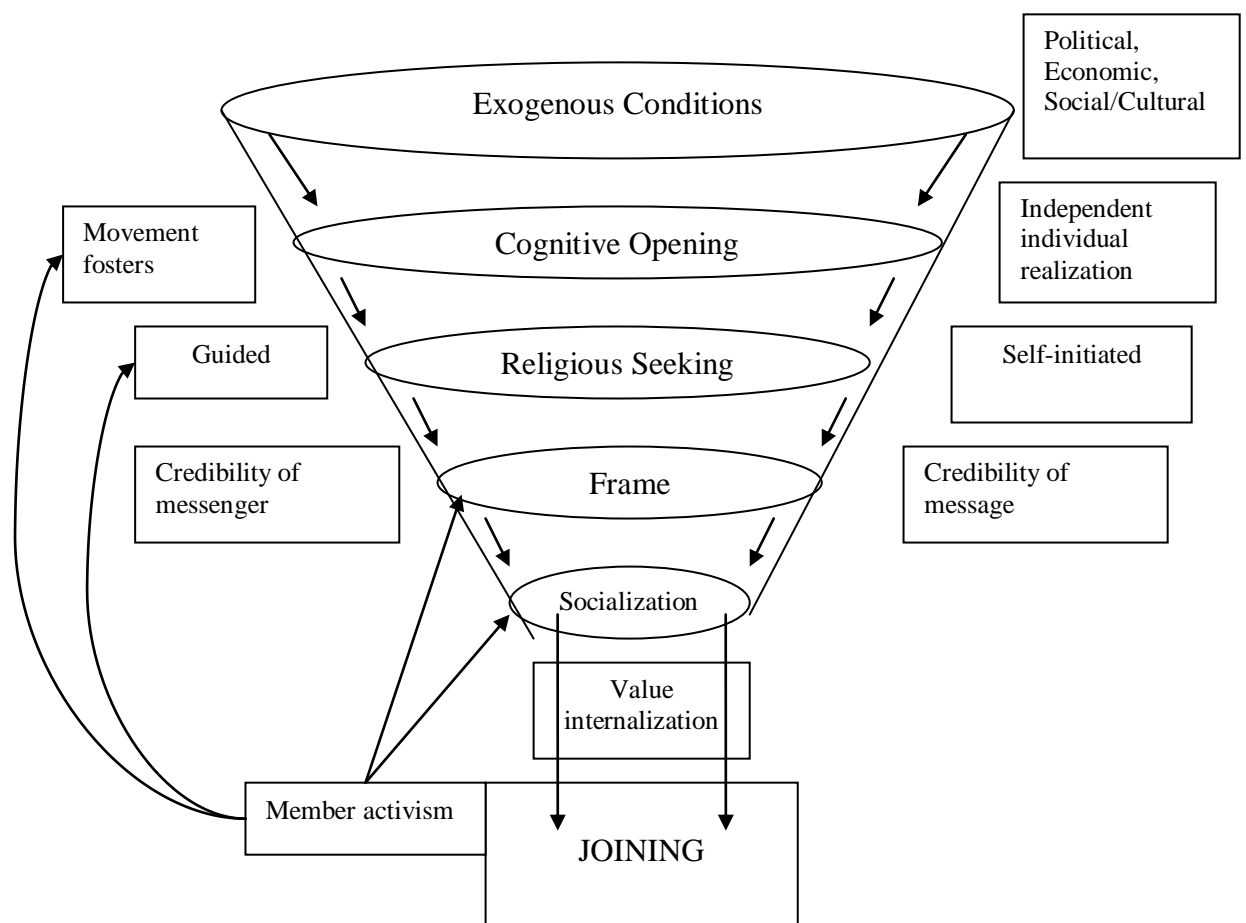 Political,
Economic,
Social/Cultural
Exogenous Conditions
Movement
fosters
Cognitive Opening
Independent
individual
realization
Guided
Religious Seeking
Self-initiated
Credibility of
messenger
Frame
Credibility of
message
Socialization
Value
internalization
Member activism
JOINING